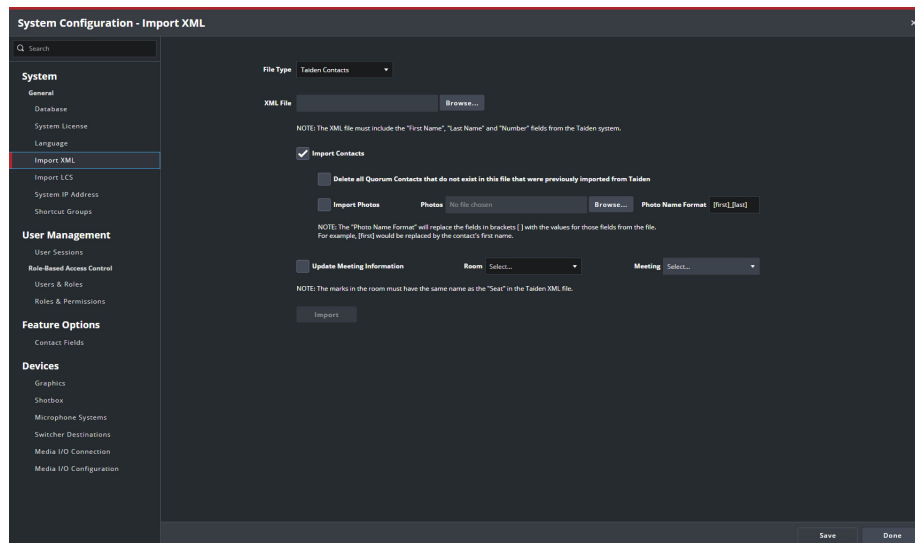 System Configuration - Import XML
×
Search
System
General
Database
System License
Language
Import XML
Import LCS
System IP Address
Shortcut Groups
User Management
User Sessions
Role-Based Access Control
Users & Roles
Roles & Permissions
Feature Options
Contact Fields
Devices
Graphics
Shotbox
Microphone Systems
Switcher Destinations
Media I/O Connection
Media I/O Configuration
File Type Taiden Contacts
XML File Browse...
NOTE: The XML file must include the "First Name", "Last Name" and "Number" fields from the Taiden system.
Import Contacts
Delete all Quorum Contacts that do not exist in this file that were previously imported from Taiden
Import Photos Photos No file chosen Browse... Photo Name Format [first]_[last]
NOTE: The "Photo Name Format" will replace the fields in brackets [ ] with the values for those fields from the file.
For example, [first] would be replaced by the contact's first name.
Update Meeting Information Room Select... Meeting Select...
NOTE: The marks in the room must have the same name as the "Seat" in the Taiden XML file.
Import
Save Done